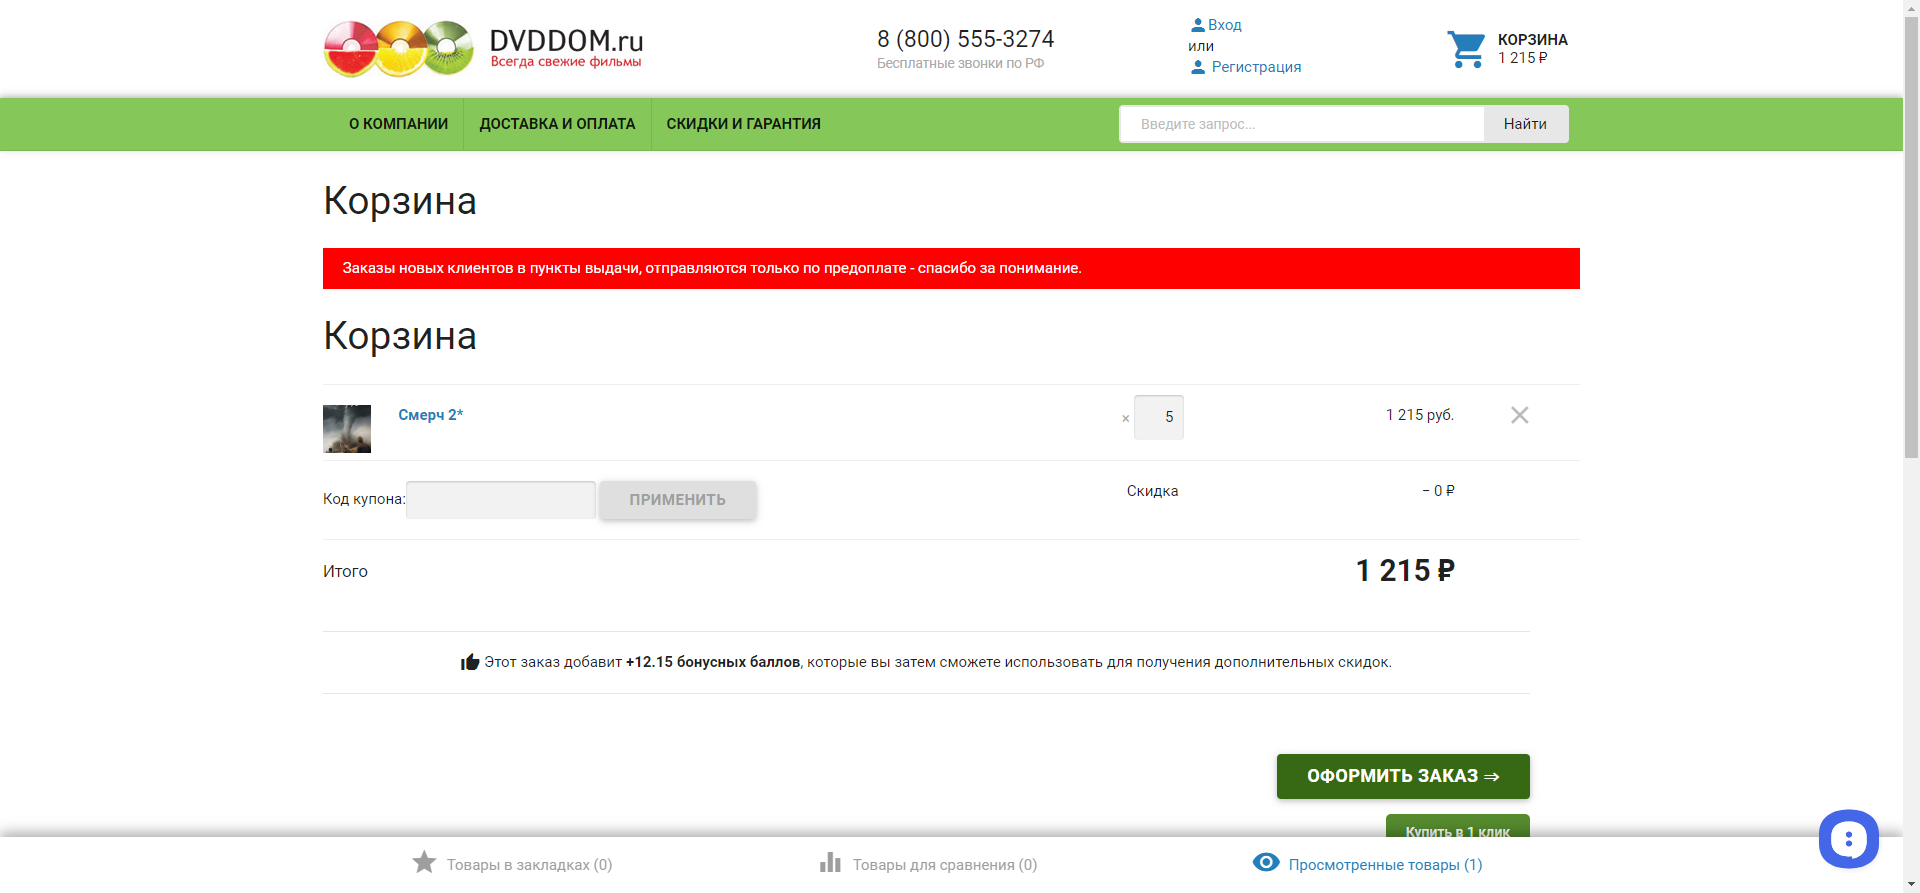 DVDDOM.ru
Всегда свежие фильмы
8 (800) 555-3274
Бесплатные звонки по РФ
Вход
или
Регистрация
КОРЗИНА
1 215 ₽
О КОМПАНИИ
ДОСТАВКА И ОПЛАТА
СКИДКИ И ГАРАНТИЯ
Введите запрос...
Найти
Корзина
Заказы новых клиентов в пункты выдачи, отправляются только по предоплате - спасибо за понимание.
Корзина
Смерч 2*
× 5
1 215 руб.
Код купона:
ПРИМЕНИТЬ
Скидка
− 0 ₽
Итого
1 215 ₽
Этот заказ добавит +12.15 бонусных баллов, которые вы затем сможете использовать для получения дополнительных скидок.
ОФОРМИТЬ ЗАКАЗ ⇒
Купить в 1 клик
Товары в закладках (0)
Товары для сравнения (0)
Просмотренные товары (1)